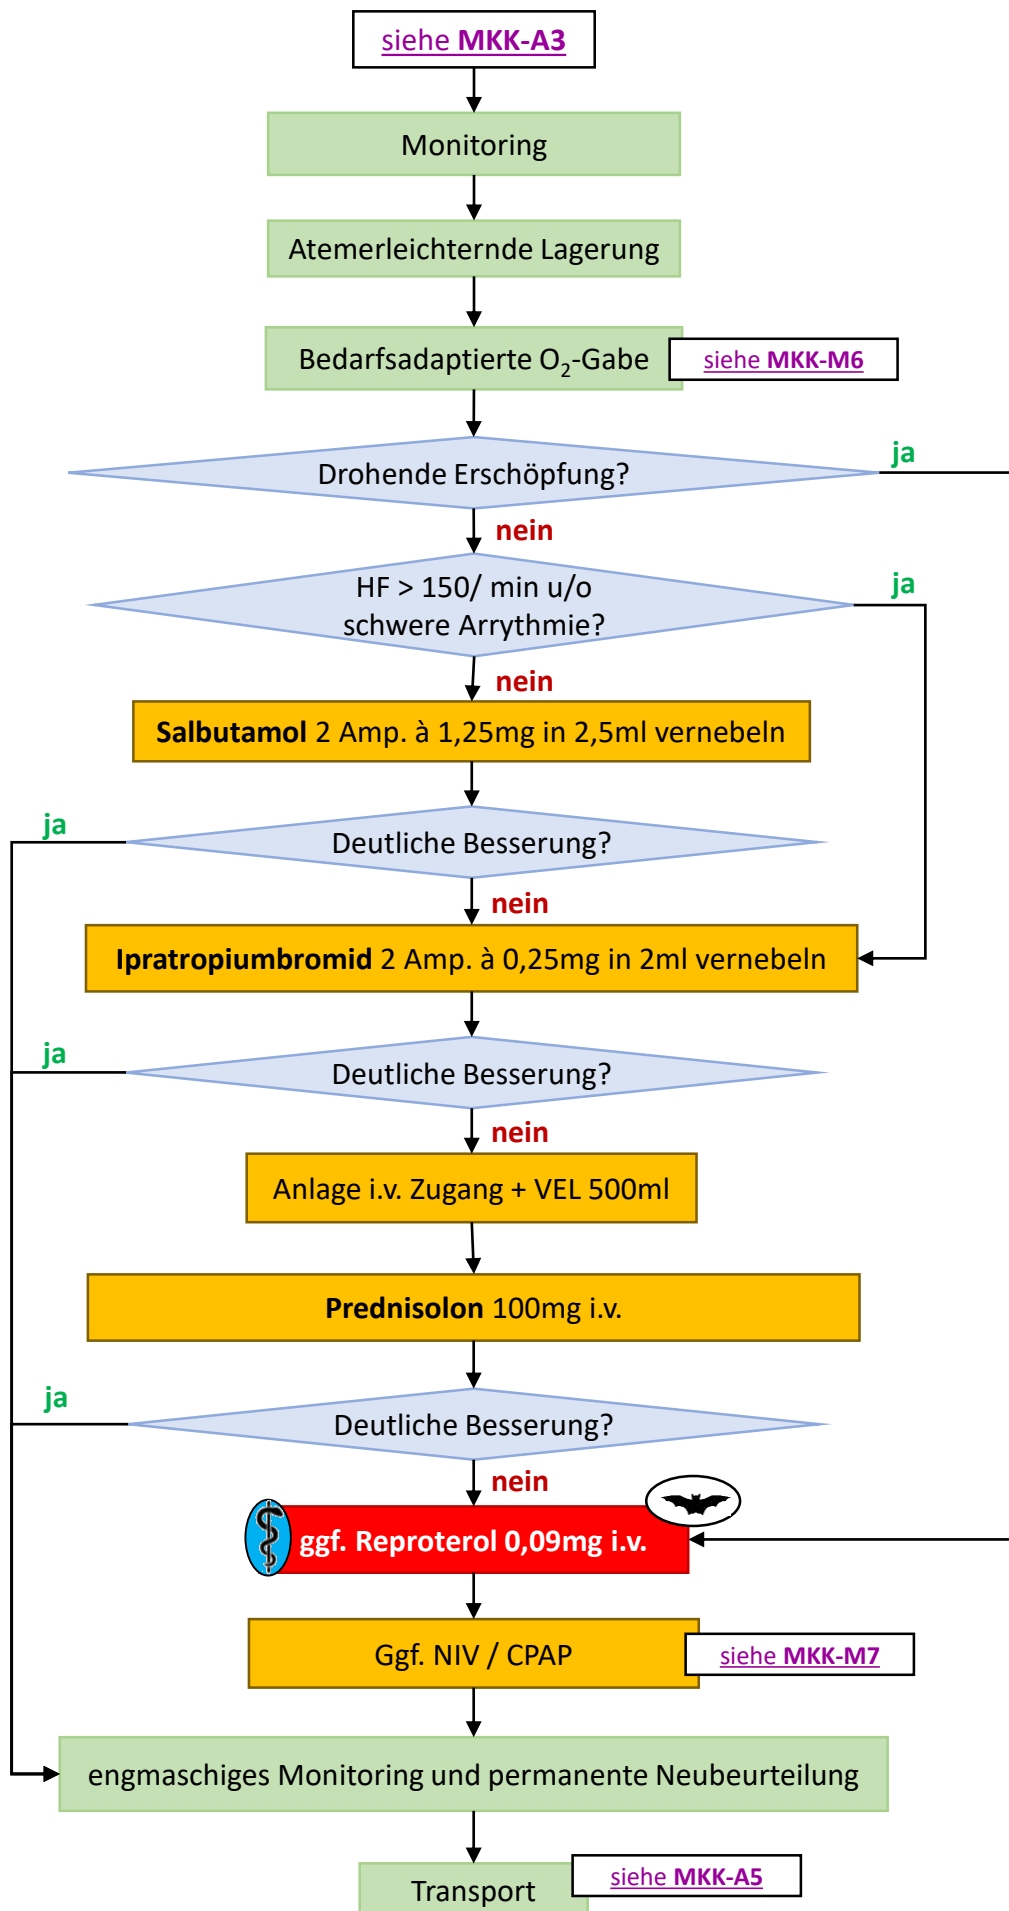 siehe MKK-A3
Monitoring
Atemerleichternde Lagerung
Bedarfsadaptierte O₂-Gabe
siehe MKK-M6
Drohende Erschöpfung?
ja
nein
HF > 150/ min u/o
schwere Arrythmie?
ja
nein
Salbutamol 2 Amp. à 1,25mg in 2,5ml vernebeln
ja
Deutliche Besserung?
nein
Ipratropiumbromid 2 Amp. à 0,25mg in 2ml vernebeln
ja
Deutliche Besserung?
nein
Anlage i.v. Zugang + VEL 500ml
Prednisolon 100mg i.v.
ja
Deutliche Besserung?
nein
ggf. Reproterol 0,09mg i.v.
Ggf. NIV / CPAP
siehe MKK-M7
engmaschiges Monitoring und permanente Neubeurteilung
siehe MKK-A5
Transport